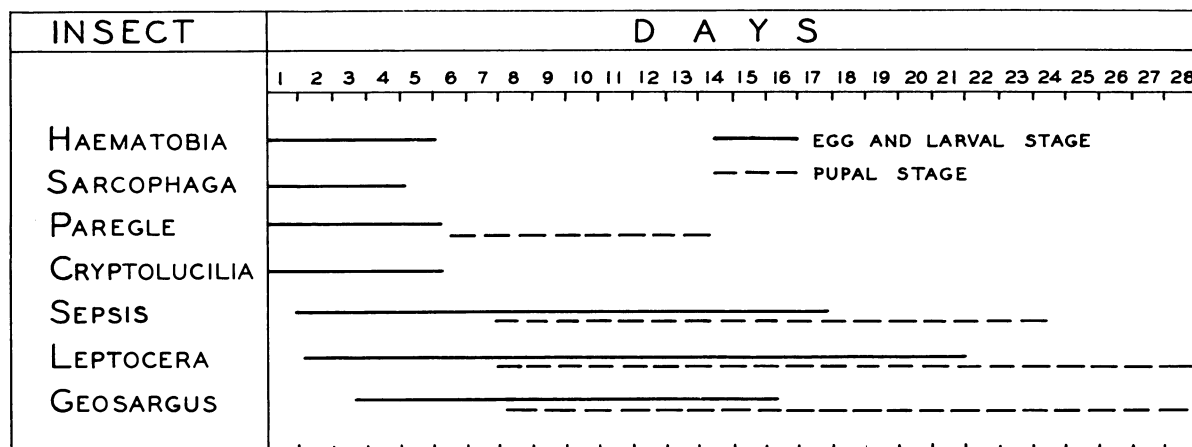 INSECT DAYS
1 2 3 4 5 6 7 8 9 10 11 12 13 14 15 16 17 18 19 20 21 22 23 24 25 26 27 28
HAEMATOBIA EGG AND LARVAL STAGE
PUPAL STAGE
SARCOPHAGA
PAREGLE
CRYPTOLUCILIA
SEPSIS
LEPTOCERA
GEOSARGUS